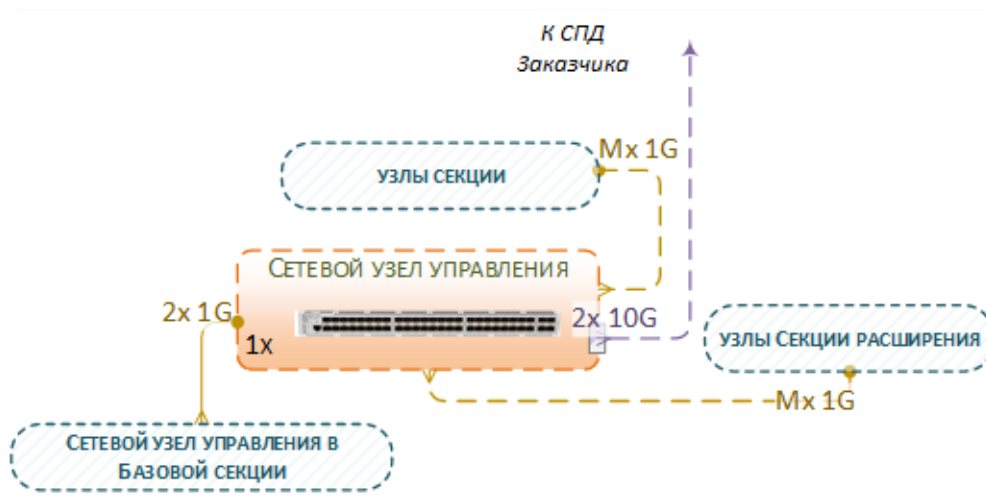 К СПД
Заказчика
Mx 1G
УЗЛЫ СЕКЦИИ
СЕТЕВОЙ УЗЕЛ УПРАВЛЕНИЯ
2x 1G
2x 10G
1x
УЗЛЫ СЕКЦИИ РАСШИРЕНИЯ
Mx 1G
СЕТЕВОЙ УЗЕЛ УПРАВЛЕНИЯ В
БАЗОВОЙ СЕКЦИИ